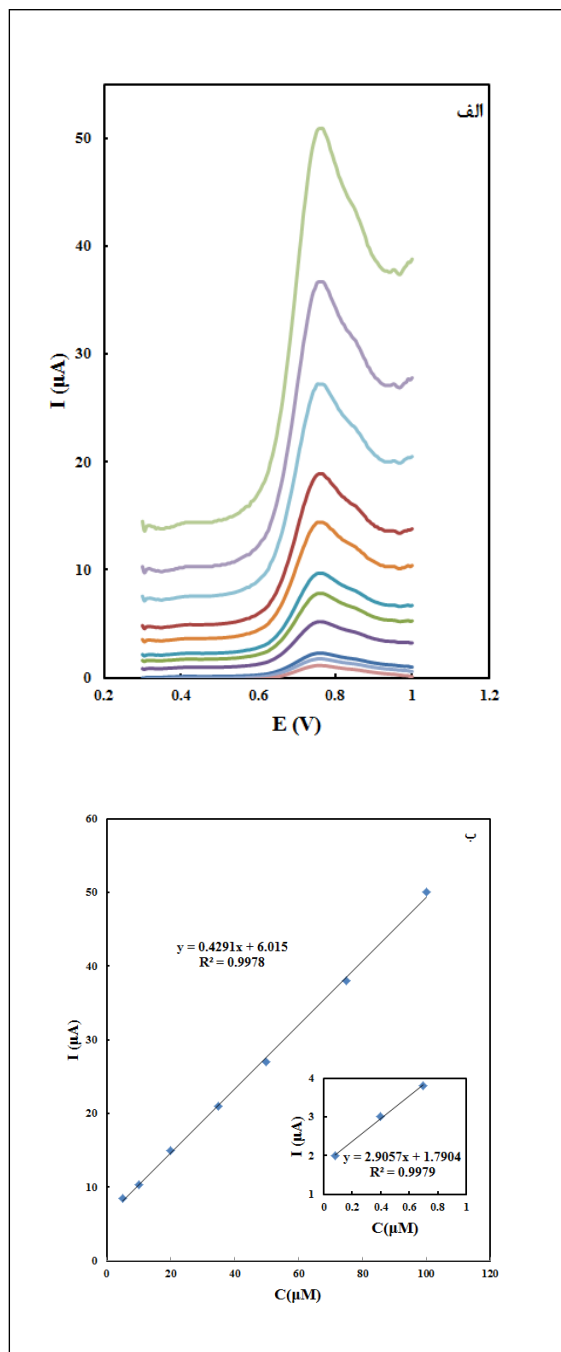 الف
50
40
30
20
10
0
I (µA)
0.2 0.4 0.6 0.8 1 1.2
E (V)
ب
60
50
40
30
20
10
0
I (µA)
y = 0.4291x + 6.015
R² = 0.9978
4
3
2
1
I (µA)
y = 2.9057x + 1.7904
R² = 0.9979
0 0.2 0.4 0.6 0.8 1
C(µM)
0 20 40 60 80 100 120
C(µM)